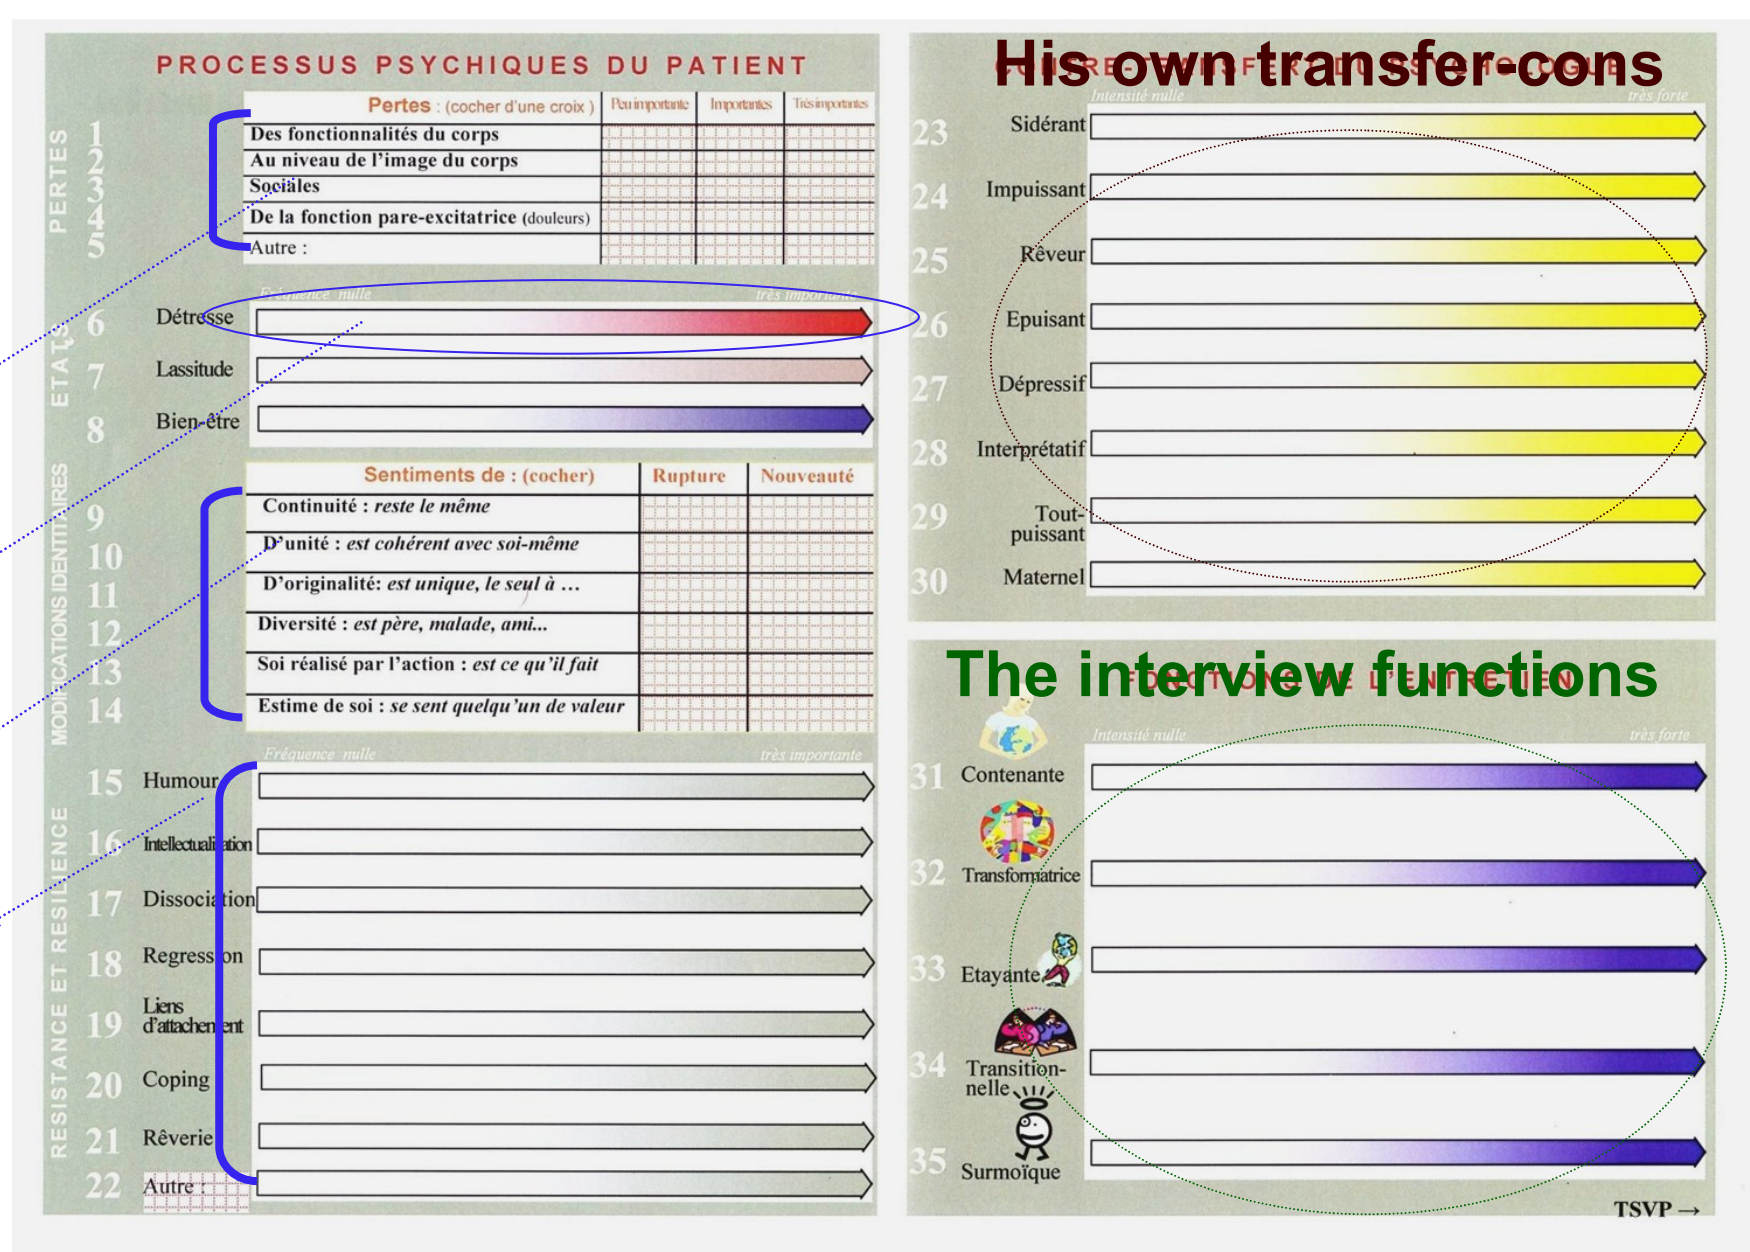 PROCESSUS PSYCHIQUES DU PATIENT
PERTES
Pertes : (cocher d'une croix ) Peu importante Importantes Très importantes
1 Des fonctionnalités du corps
2 Au niveau de l'image du corps
3 Sociales
4 De la fonction pare-excitatrice (douleurs)
5 Autre :
ETATS
Fréquence nulle très importante
6 Détresse
7 Lassitude
8 Bien-être
MODIFICATIONS IDENTITAIRES
Sentiments de : (cocher) Rupture Nouveauté
9 Continuité : reste le même
10 D'unité : est cohérent avec soi-même
11 D'originalité: est unique, le seul à …
12 Diversité : est père, malade, ami...
13 Soi réalisé par l'action : est ce qu'il fait
14 Estime de soi : se sent quelqu'un de valeur
RESISTANCE ET RESILIENCE
Fréquence nulle très importante
15 Humour
16 Intellectualisation
17 Dissociation
18 Regression
19 Liens
d'attachement
20 Coping
21 Rêverie
22 Autre :
His own transfer-cons
CONTRE-TRANSFERT DU PSYCHOLOGUE
Intensité nulle très forte
23 Sidérant
24 Impuissant
25 Rêveur
26 Epuisant
27 Dépressif
28 Interprétatif
29 Tout-
puissant
30 Maternel
The interview functions
FONCTIONS DE L'ENTRETIEN
Intensité nulle très forte
31 Contenante
32 Transformatrice
33 Etayante
34 Transition-
nelle
35 Surmoïque
TSVP →